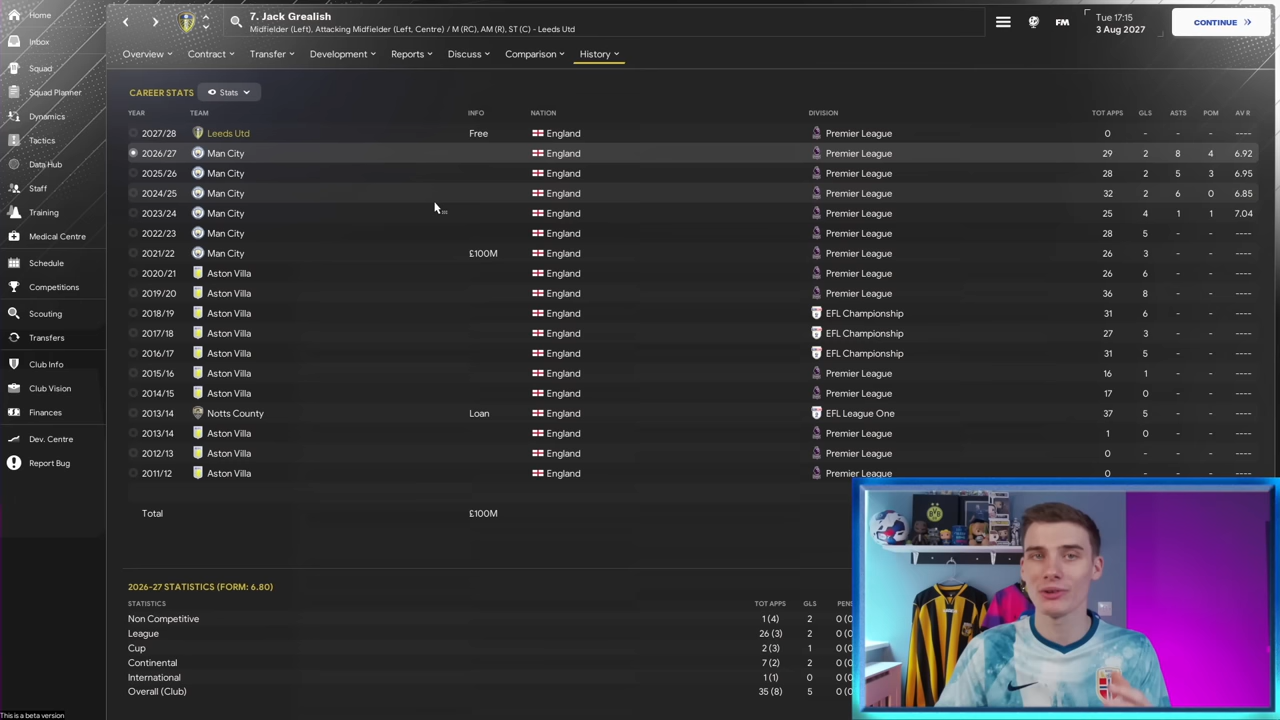 Home
Inbox
Squad
Squad Planner
Dynamics
Tactics
Data Hub
Staff
Training
Medical Centre
Schedule
Competitions
Scouting
Transfers
Club Info
Club Vision
Finances
Dev. Centre
Report Bug
This is a beta version
7. Jack Grealish
Midfielder (Left), Attacking Midfielder (Left, Centre) / M (RC), AM (R), ST (C) - Leeds Utd
FM
Tue 17:15
3 Aug 2027
CONTINUE
Overview Contract Transfer Development Reports Discuss Comparison History
CAREER STATS Stats
YEAR TEAM INFO NATION DIVISION TOT APPS GLS ASTS POM AV R
2027/28 Leeds Utd Free England Premier League 0 - - - ----
2026/27 Man City England Premier League 29 2 8 4 6.92
2025/26 Man City England Premier League 28 2 5 3 6.95
2024/25 Man City England Premier League 32 2 6 0 6.85
2023/24 Man City England Premier League 25 4 1 1 7.04
2022/23 Man City England Premier League 28 5 - - ----
2021/22 Man City £100M England Premier League 26 3 - - ----
2020/21 Aston Villa England Premier League 26 6 - - ----
2019/20 Aston Villa England Premier League 36 8 - - ----
2018/19 Aston Villa England EFL Championship 31 6 - - ----
2017/18 Aston Villa England EFL Championship 27 3 - - ----
2016/17 Aston Villa England EFL Championship 31 5 - - ----
2015/16 Aston Villa England Premier League 16 1 - - ----
2014/15 Aston Villa England Premier League 17 0 - - ----
2013/14 Notts County Loan England EFL League One 37 5 - - ----
2013/14 Aston Villa England Premier League 1 0 - - ----
2012/13 Aston Villa England Premier League 0 - - - ----
2011/12 Aston Villa England Premier League 0 - - - ----
Total £100M
2026-27 STATISTICS (FORM: 6.80)
STATISTICS TOT APPS GLS PENS
Non Competitive 1 (4) 2 0 (0
League 26 (3) 2 0 (0
Cup 2 (3) 1 0 (0
Continental 7 (2) 2 0 (0
International 1 (1) 0 0 (0
Overall (Club) 35 (8) 5 0 (0